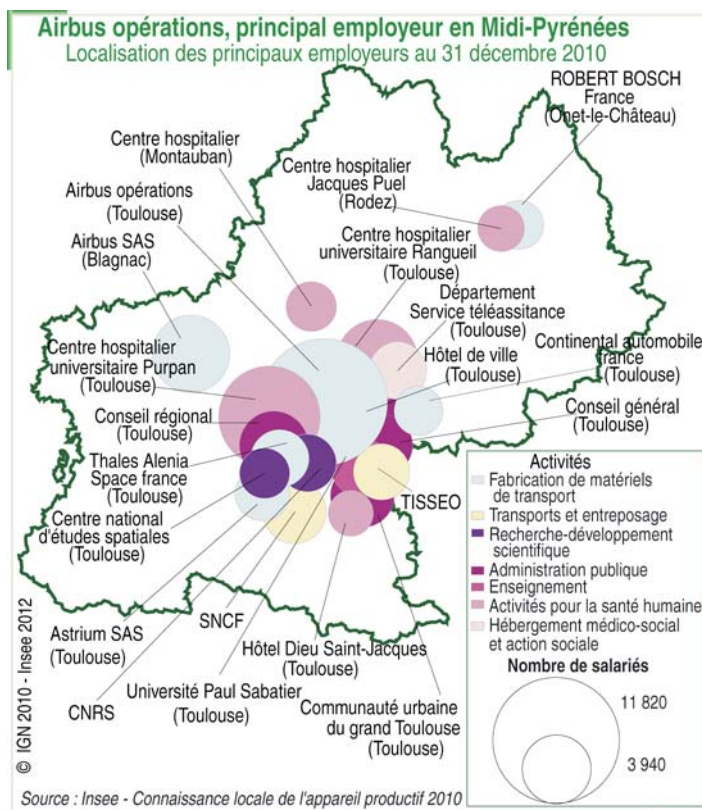 Airbus opérations, principal employeur en Midi-Pyrénées
Localisation des principaux employeurs au 31 décembre 2010
ROBERT BOSCH
France
(Onet-le-Château)
Centre hospitalier
(Montauban)
Centre hospitalier
Jacques Puel
(Rodez)
Airbus opérations
(Toulouse)
Centre hospitalier
universitaire Rangueil
(Toulouse)
Airbus SAS
(Blagnac)
Département
Service téléassitance
(Toulouse)
Continental automobile
france
(Toulouse)
Centre hospitalier
universitaire Purpan
(Toulouse)
Hôtel de ville
(Toulouse)
Conseil régional
(Toulouse)
Conseil général
(Toulouse)
Thales Alenia
Space france
(Toulouse)
TISSEO
Centre national
d'études spatiales
(Toulouse)
Astrium SAS
(Toulouse)
SNCF
CNRS
Hôtel Dieu Saint-Jacques
(Toulouse)
Université Paul Sabatier
(Toulouse)
Communauté urbaine
du grand Toulouse
(Toulouse)
Activités
Fabrication de matériels
de transport
Transports et entreposage
Recherche-développement
scientifique
Administration publique
Enseignement
Activités pour la santé humaine
Hébergement médico-social
et action sociale
Nombre de salariés
11 820
3 940
© IGN 2010 - Insee 2012
Source : Insee - Connaissance locale de l'appareil productif 2010